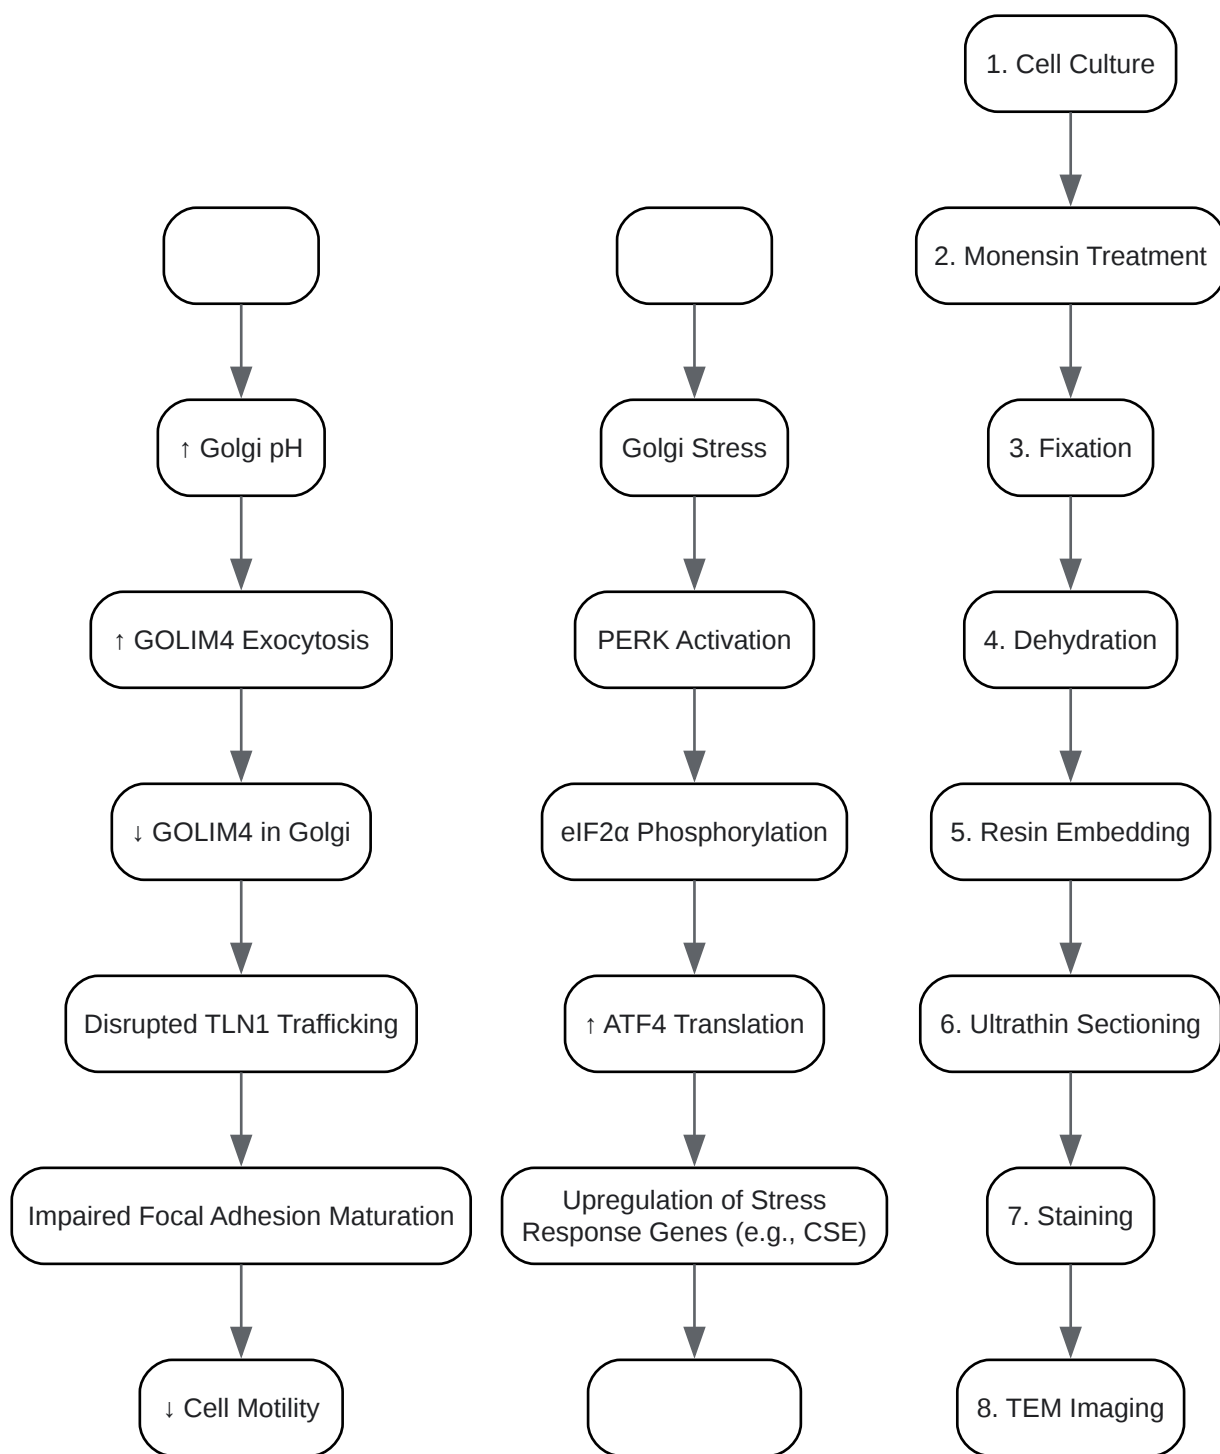 1. Cell Culture
2. Monensin Treatment
↑ Golgi pH
Golgi Stress
3. Fixation
↑ GOLIM4 Exocytosis
PERK Activation
4. Dehydration
↓ GOLIM4 in Golgi
eIF2α Phosphorylation
5. Resin Embedding
Disrupted TLN1 Trafficking
↑ ATF4 Translation
6. Ultrathin Sectioning
Impaired Focal Adhesion Maturation
Upregulation of Stress
Response Genes (e.g., CSE)
7. Staining
↓ Cell Motility
8. TEM Imaging